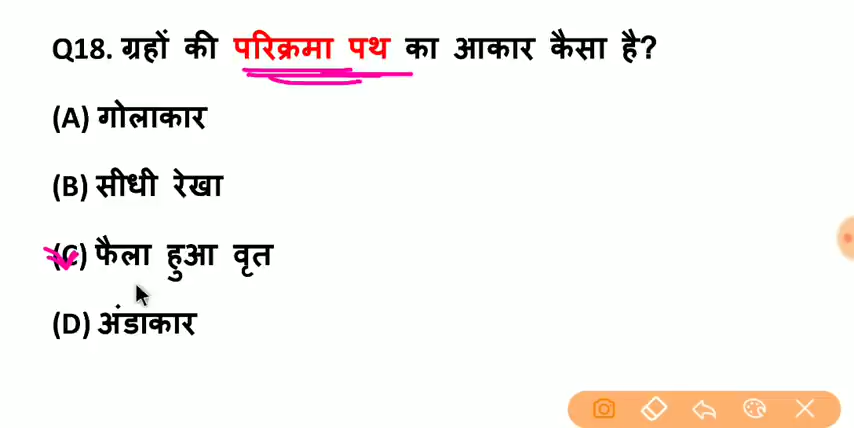 Q18. ग्रहों की परिक्रमा पथ का आकार कैसा है?
(A) गोलाकार
(B) सीधी रेखा
(C) फैला हुआ वृत
(D) अंडाकार